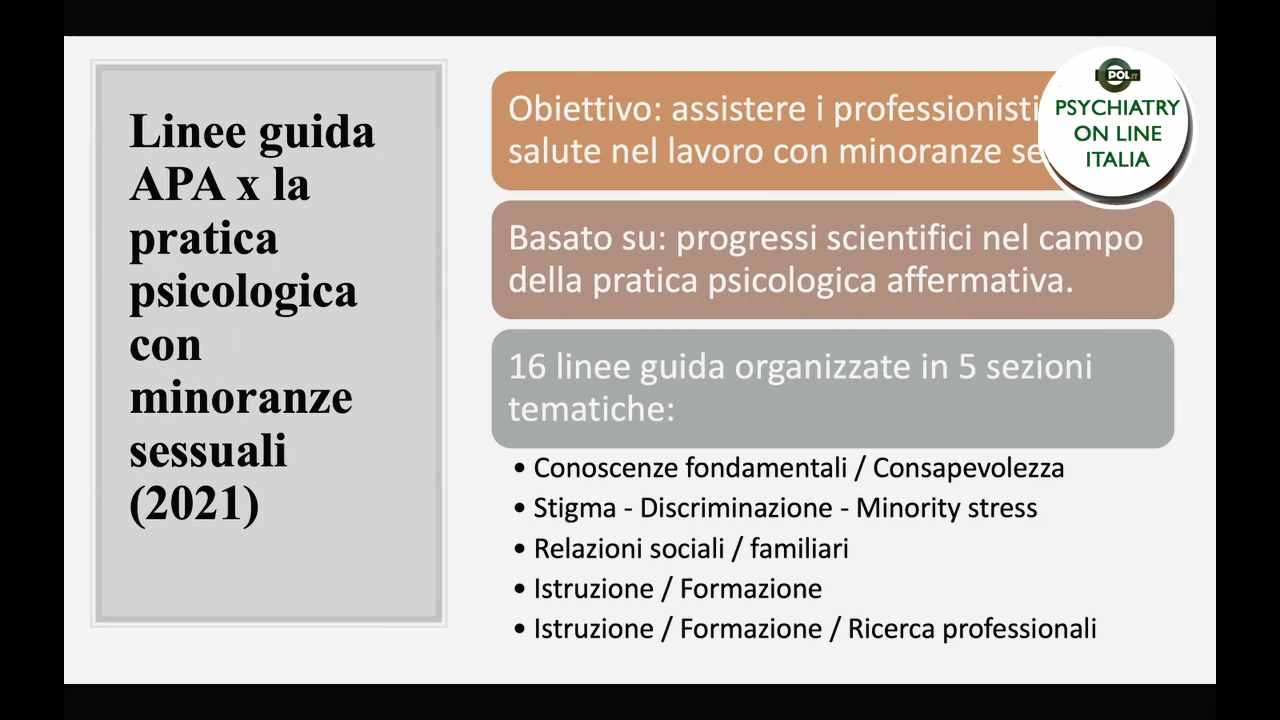 Linee guida
APA x la
pratica
psicologica
con
minoranze
sessuali
(2021)
Obiettivo: assistere i professionisti
salute nel lavoro con minoranze
POL.IT
PSYCHIATRY
ON LINE
ITALIA
Basato su: progressi scientifici nel campo
della pratica psicologica affermativa.
16 linee guida organizzate in 5 sezioni
tematiche:
• Conoscenze fondamentali / Consapevolezza
• Stigma - Discriminazione - Minority stress
• Relazioni sociali / familiari
• Istruzione / Formazione
• Istruzione / Formazione / Ricerca professionali